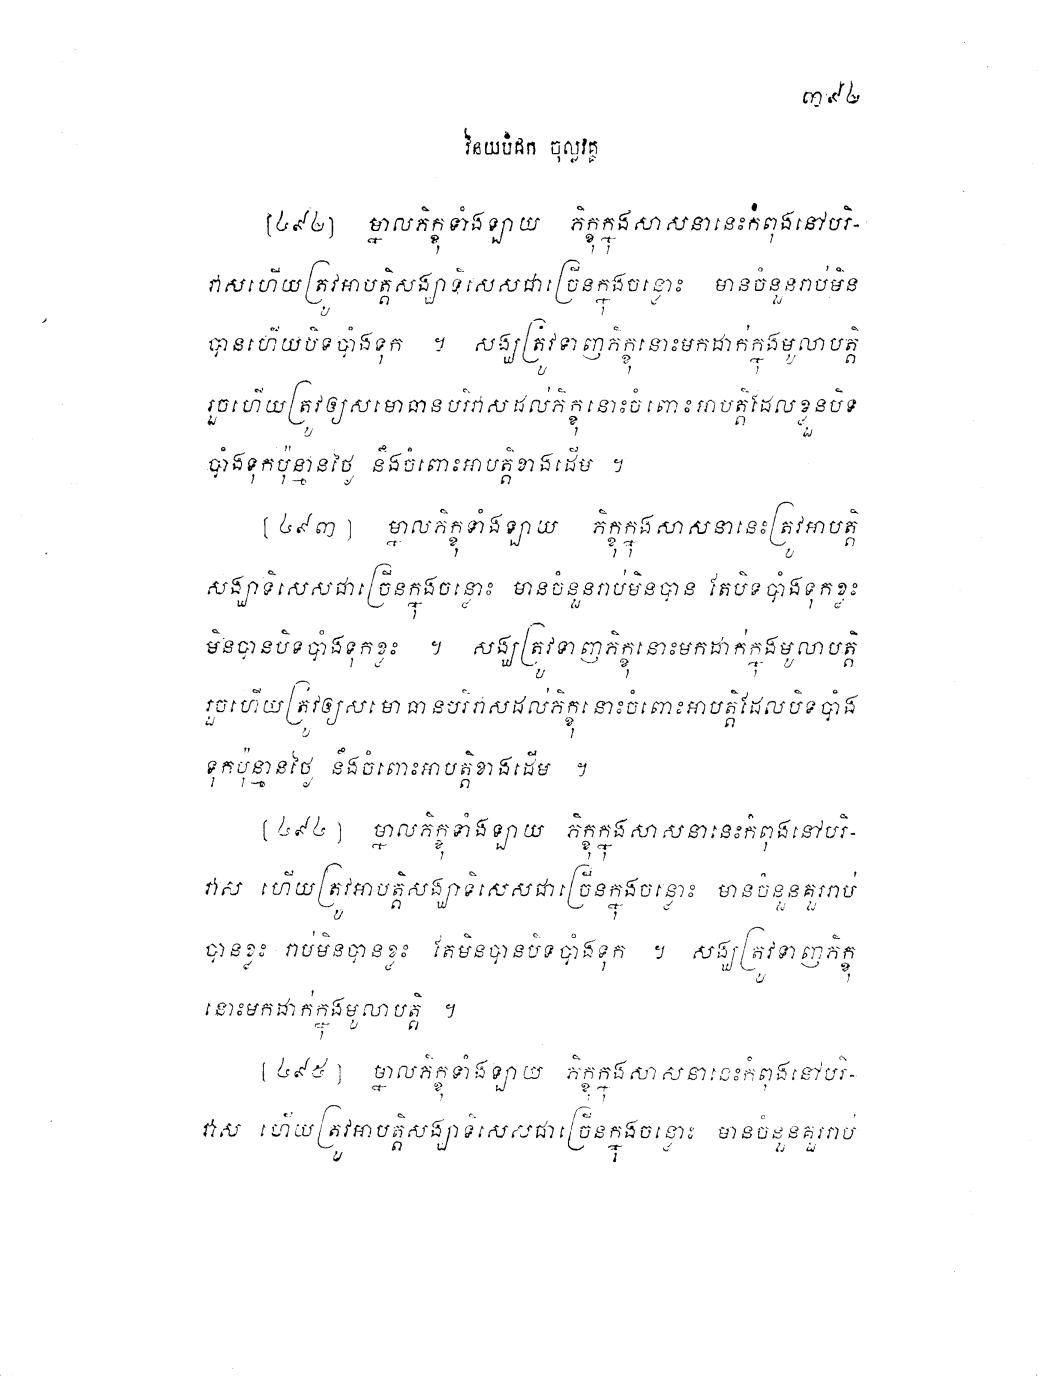 ៣៩៤
វិនយបិដក ចុល្លវគ្គ
[៤៩២] ម្នាលភិក្ខុទាំងឡាយ ភិក្ខុក្នុងសាសនានេះកំពុងនៅបរិ-
វាសហើយត្រូវអាបត្តិសង្ឃាទិសេសជាច្រើនក្នុងចន្លោះ មានចំនួនរាប់មិន
បានហើយបិទបាំងទុក ។ សង្ឃត្រូវទាញភិក្ខុនោះមកដាក់ក្នុងមូលាបត្តិ
រួចហើយត្រូវឲ្យសមោធានបរិវាសដល់ភិក្ខុនោះចំពោះអាបត្តិដែលខ្លួនបិទ
បាំងទុកប៉ុន្មានថ្ងៃ នឹងចំពោះអាបត្តិខាងដើម ។
[៤៩៣] ម្នាលភិក្ខុទាំងឡាយ ភិក្ខុក្នុងសាសនានេះត្រូវអាបត្តិ
សង្ឃាទិសេសជាច្រើនក្នុងចន្លោះ មានចំនួនរាប់មិនបាន តែបិទបាំងទុកខ្លះ
មិនបានបិទបាំងទុកខ្លះ ។ សង្ឃត្រូវទាញភិក្ខុនោះមកដាក់ក្នុងមូលាបត្តិ
រួចហើយត្រូវឲ្យសមោធានបរិវាសដល់ភិក្ខុនោះចំពោះអាបត្តិដែលបិទបាំង
ទុកប៉ុន្មានថ្ងៃ នឹងចំពោះអាបត្តិខាងដើម ។
[៤៩៤] ម្នាលភិក្ខុទាំងឡាយ ភិក្ខុក្នុងសាសនានេះកំពុងនៅបរិ-
វាស ហើយត្រូវអាបត្តិសង្ឃាទិសេសជាច្រើនក្នុងចន្លោះ មានចំនួនគួររាប់
បានខ្លះ រាប់មិនបានខ្លះ តែមិនបានបិទបាំងទុក ។ សង្ឃត្រូវទាញភិក្ខុ
នោះមកដាក់ក្នុងមូលាបត្តិ ។
[៤៩៥] ម្នាលភិក្ខុទាំងឡាយ ភិក្ខុក្នុងសាសនានេះកំពុងនៅបរិ-
វាស ហើយត្រូវអាបត្តិសង្ឃាទិសេសជាច្រើនក្នុងចន្លោះ មានចំនួនគួររាប់